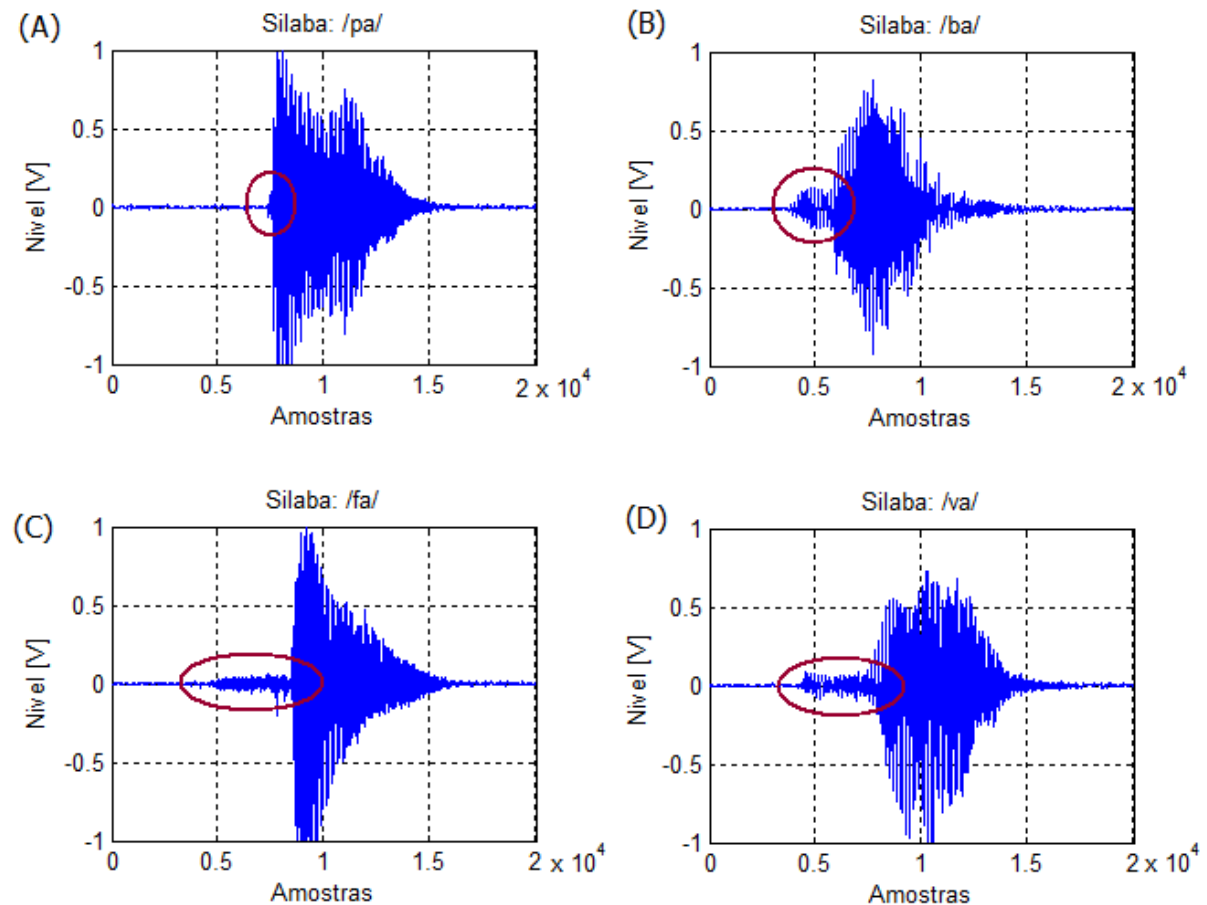 (A)
Silaba: /pa/
1
0.5
0
-0.5
-1
Nivel [V]
0 0.5 1 1.5 2 x 10^4
Amostras
(B)
Silaba: /ba/
1
0.5
0
-0.5
-1
Nivel [V]
0 0.5 1 1.5 2 x 10^4
Amostras
(C)
Silaba: /fa/
1
0.5
0
-0.5
-1
Nivel [V]
0 0.5 1 1.5 2 x 10^4
Amostras
(D)
Silaba: /va/
1
0.5
0
-0.5
-1
Nivel [V]
0 0.5 1 1.5 2 x 10^4
Amostras